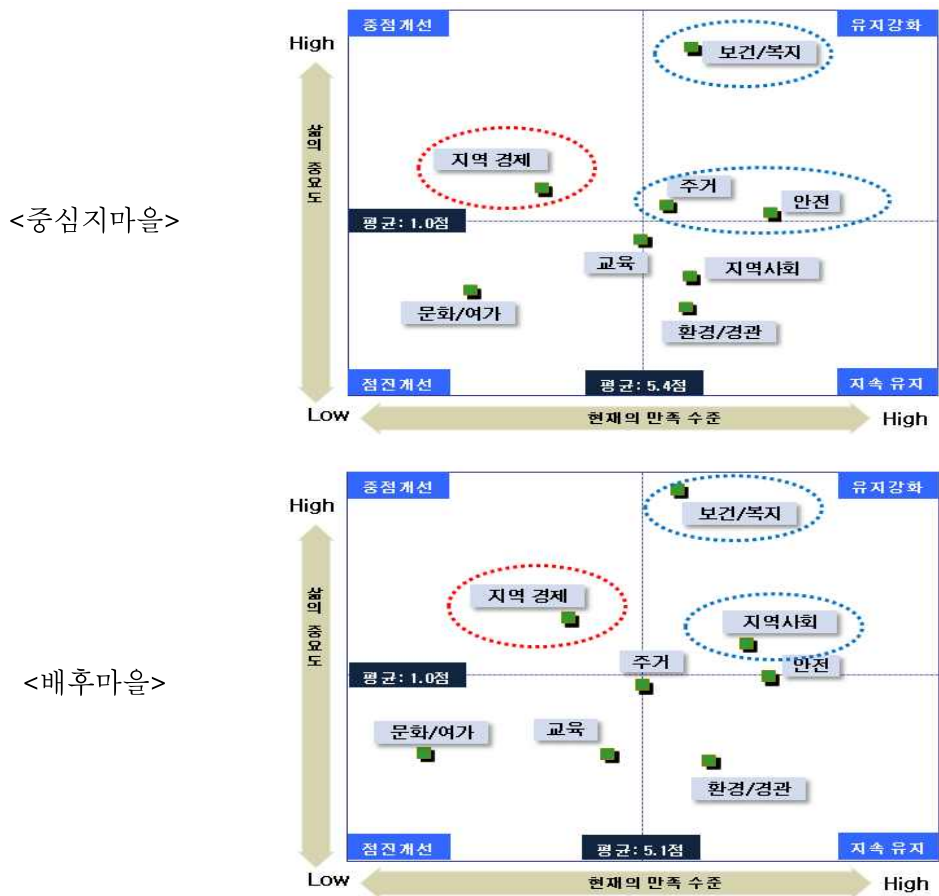 중점개선
유지강화
High
보건/복지
삶의 중요도
지역 경제
주거
안전
<중심지마을>
평균: 1.0점
교육
지역사회
문화/여가
환경/경관
점진개선
평균: 5.4점
지속 유지
Low
현재의 만족 수준
High
중점개선
유지강화
High
보건/복지
삶의 중요도
지역 경제
지역사회
주거
안전
<배후마을>
평균: 1.0점
문화/여가
교육
환경/경관
점진개선
평균: 5.1점
지속 유지
Low
현재의 만족 수준
High